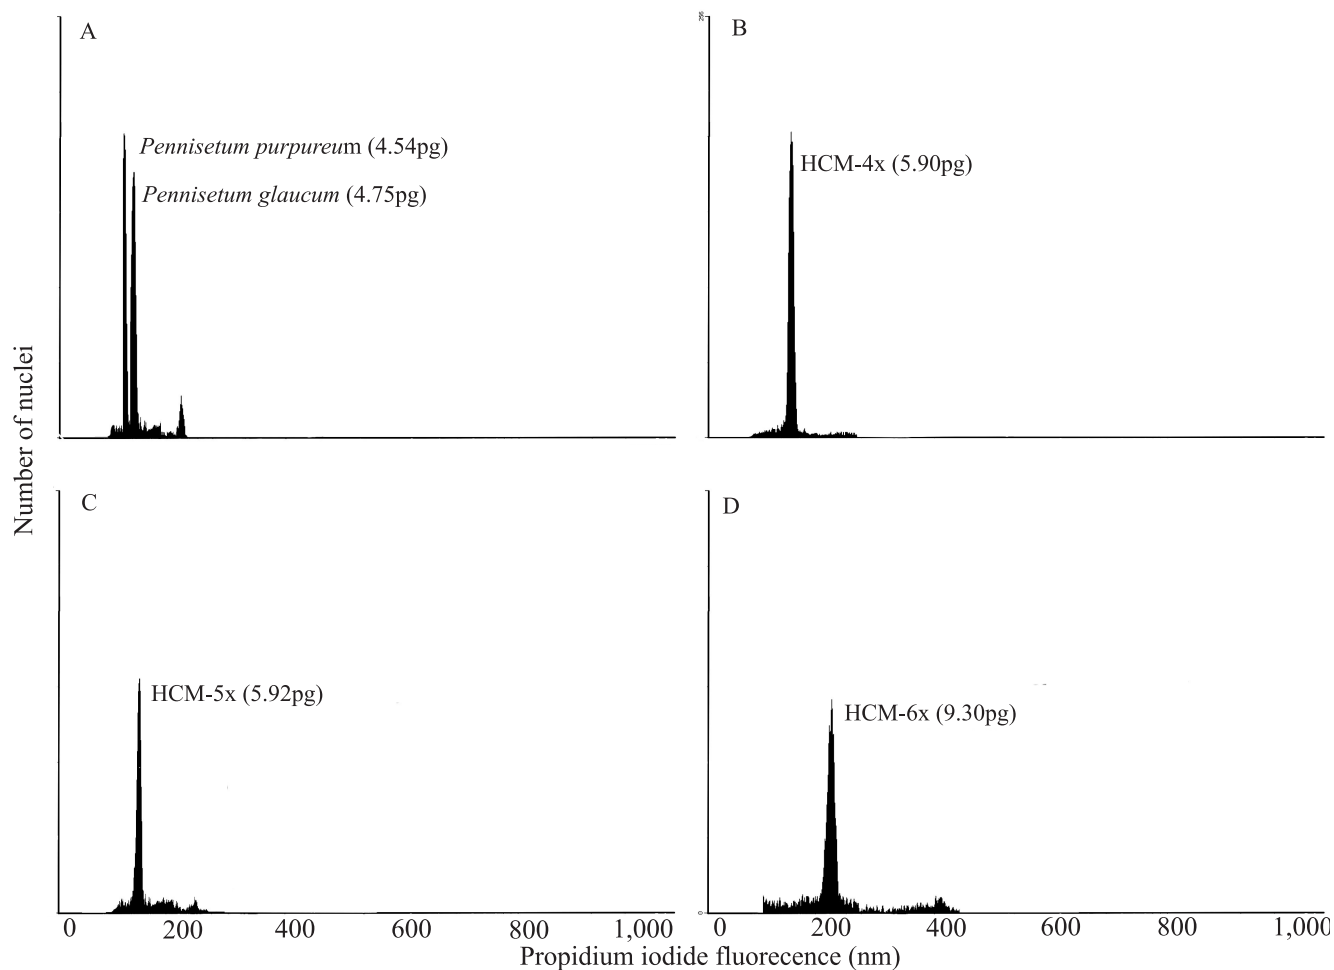 A
Pennisetum purpureum (4.54pg)
Pennisetum glaucum (4.75pg)
B
HCM-4x (5.90pg)
Number of nuclei
C
HCM-5x (5.92pg)
D
HCM-6x (9.30pg)
0 200 400 600 800 1,000
0 200 400 600 800 1,000
Propidium iodide fluorecence (nm)